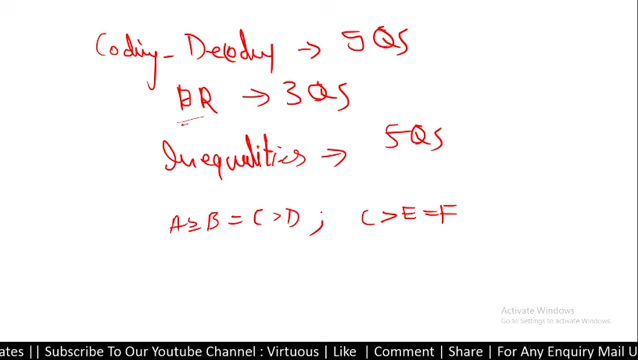 Coding-Decoding → 5 QS
BR → 3 QS
Inequalities → 5 QS
A ≥ B = C > D ; C > E = F
Activate Windows
Go to Settings to activate Windows.
ates || Subscribe To Our Youtube Channel : Virtuous | Like | Comment | Share | For Any Enquiry Mail U